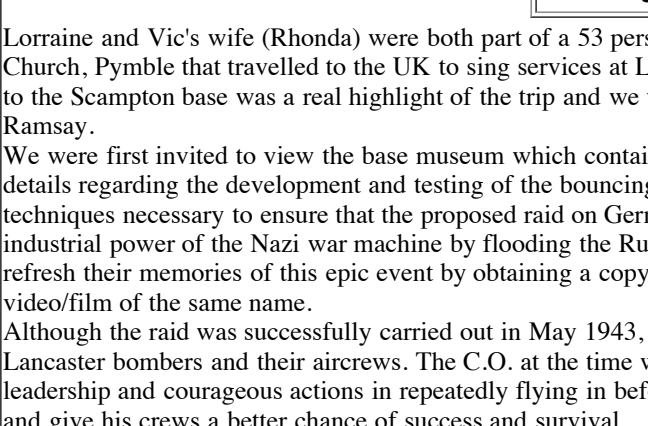 Lorraine and Vic's wife (Rhonda) were both part of a 53
Church, Pymble that travelled to the UK to sing services at
to the Scampton base was a real highlight of the trip and we
Ramsay.
We were first invited to view the base museum which
details regarding the development and testing of the
techniques necessary to ensure that the proposed raid on
industrial power of the Nazi war machine by flooding the
refresh their memories of this epic event by obtaining a copy
video/film of the same name.
Although the raid was successfully carried out in May 1943,
Lancaster bombers and their aircrews. The C.O. at the time
leadership and courageous actions in repeatedly flying in
and give his crews a better chance of success and survival